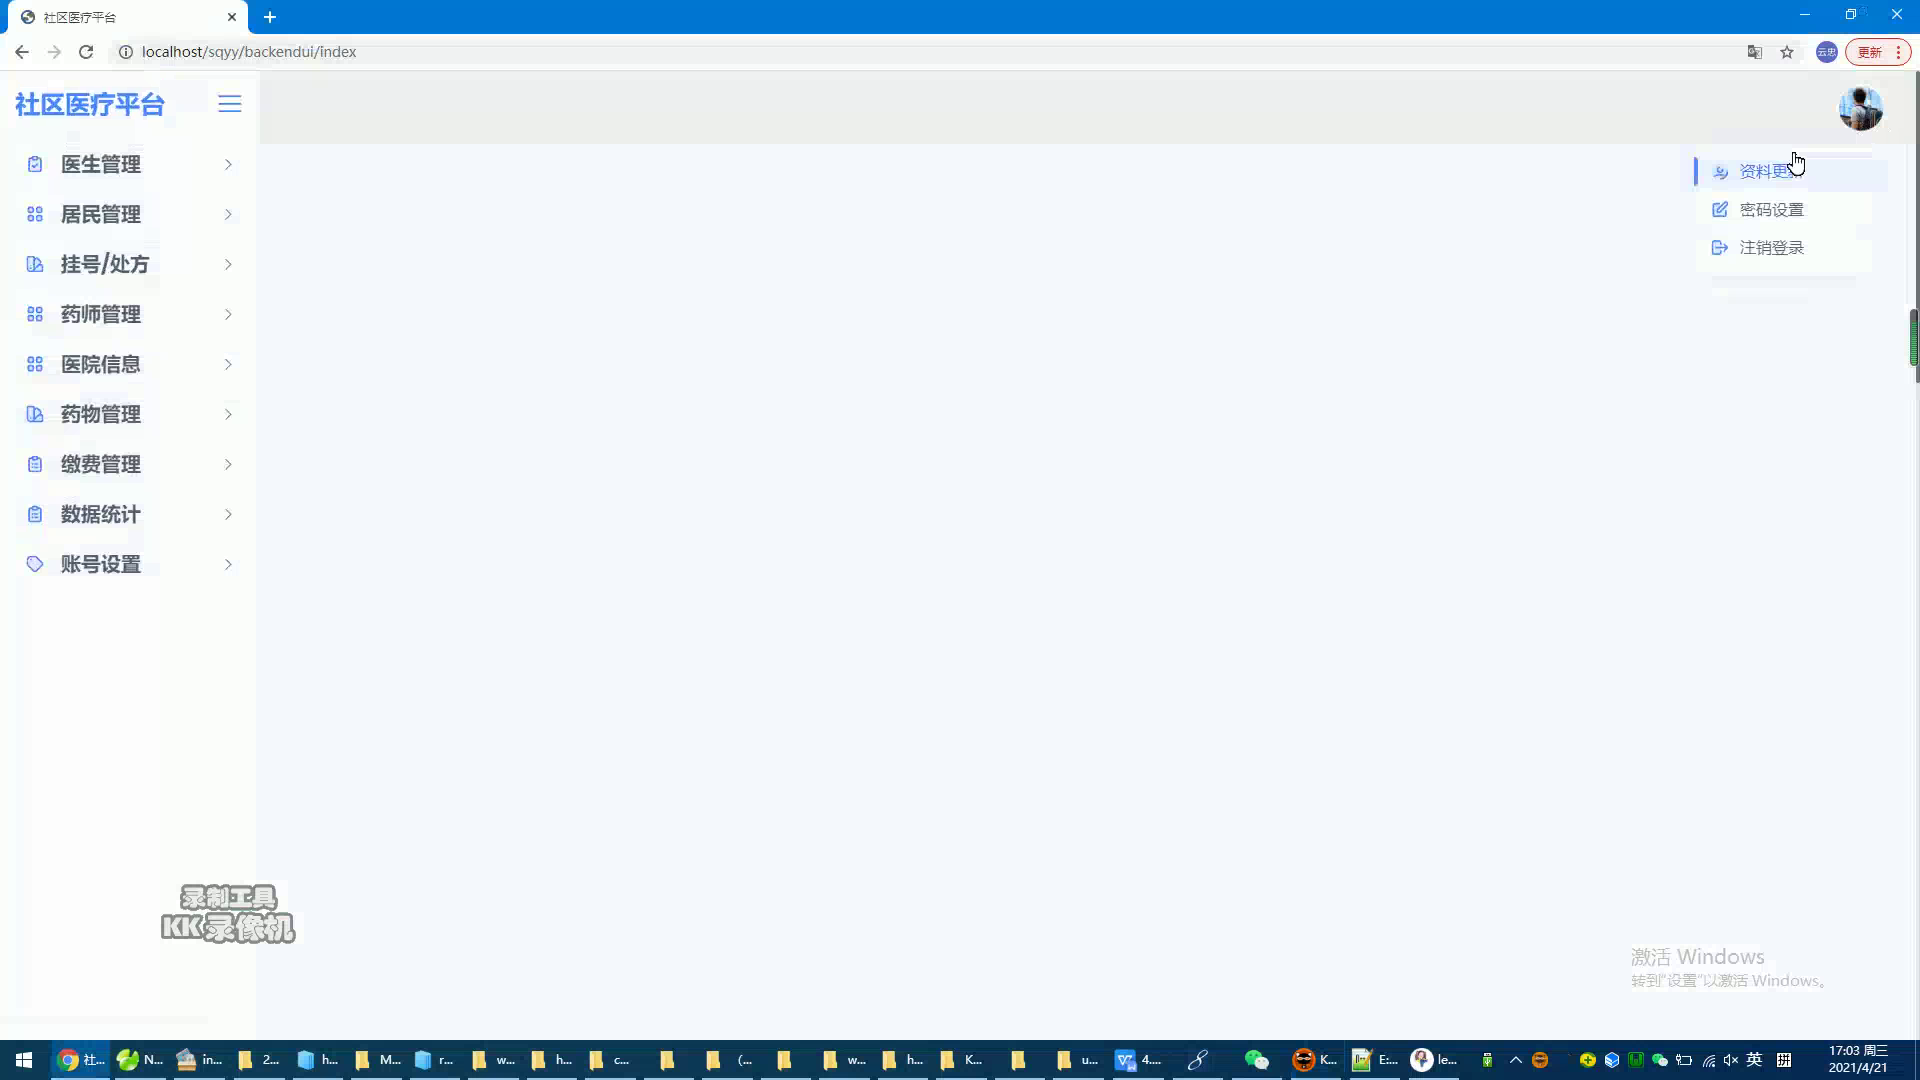 社区医疗平台
localhost/sqyy/backendui/index
云忠
更新
社区医疗平台
医生管理
居民管理
挂号/处方
药师管理
医院信息
药物管理
缴费管理
数据统计
账号设置
资料更新
密码设置
注销登录
录制工具
KK录像机
激活 Windows
转到"设置"以激活 Windows。
社...
N...
in...
2...
h...
M...
r...
w...
h...
c...
(...
w...
h...
K...
u...
4....
K...
E:...
le...
英
拼
17:03 周三
2021/4/21